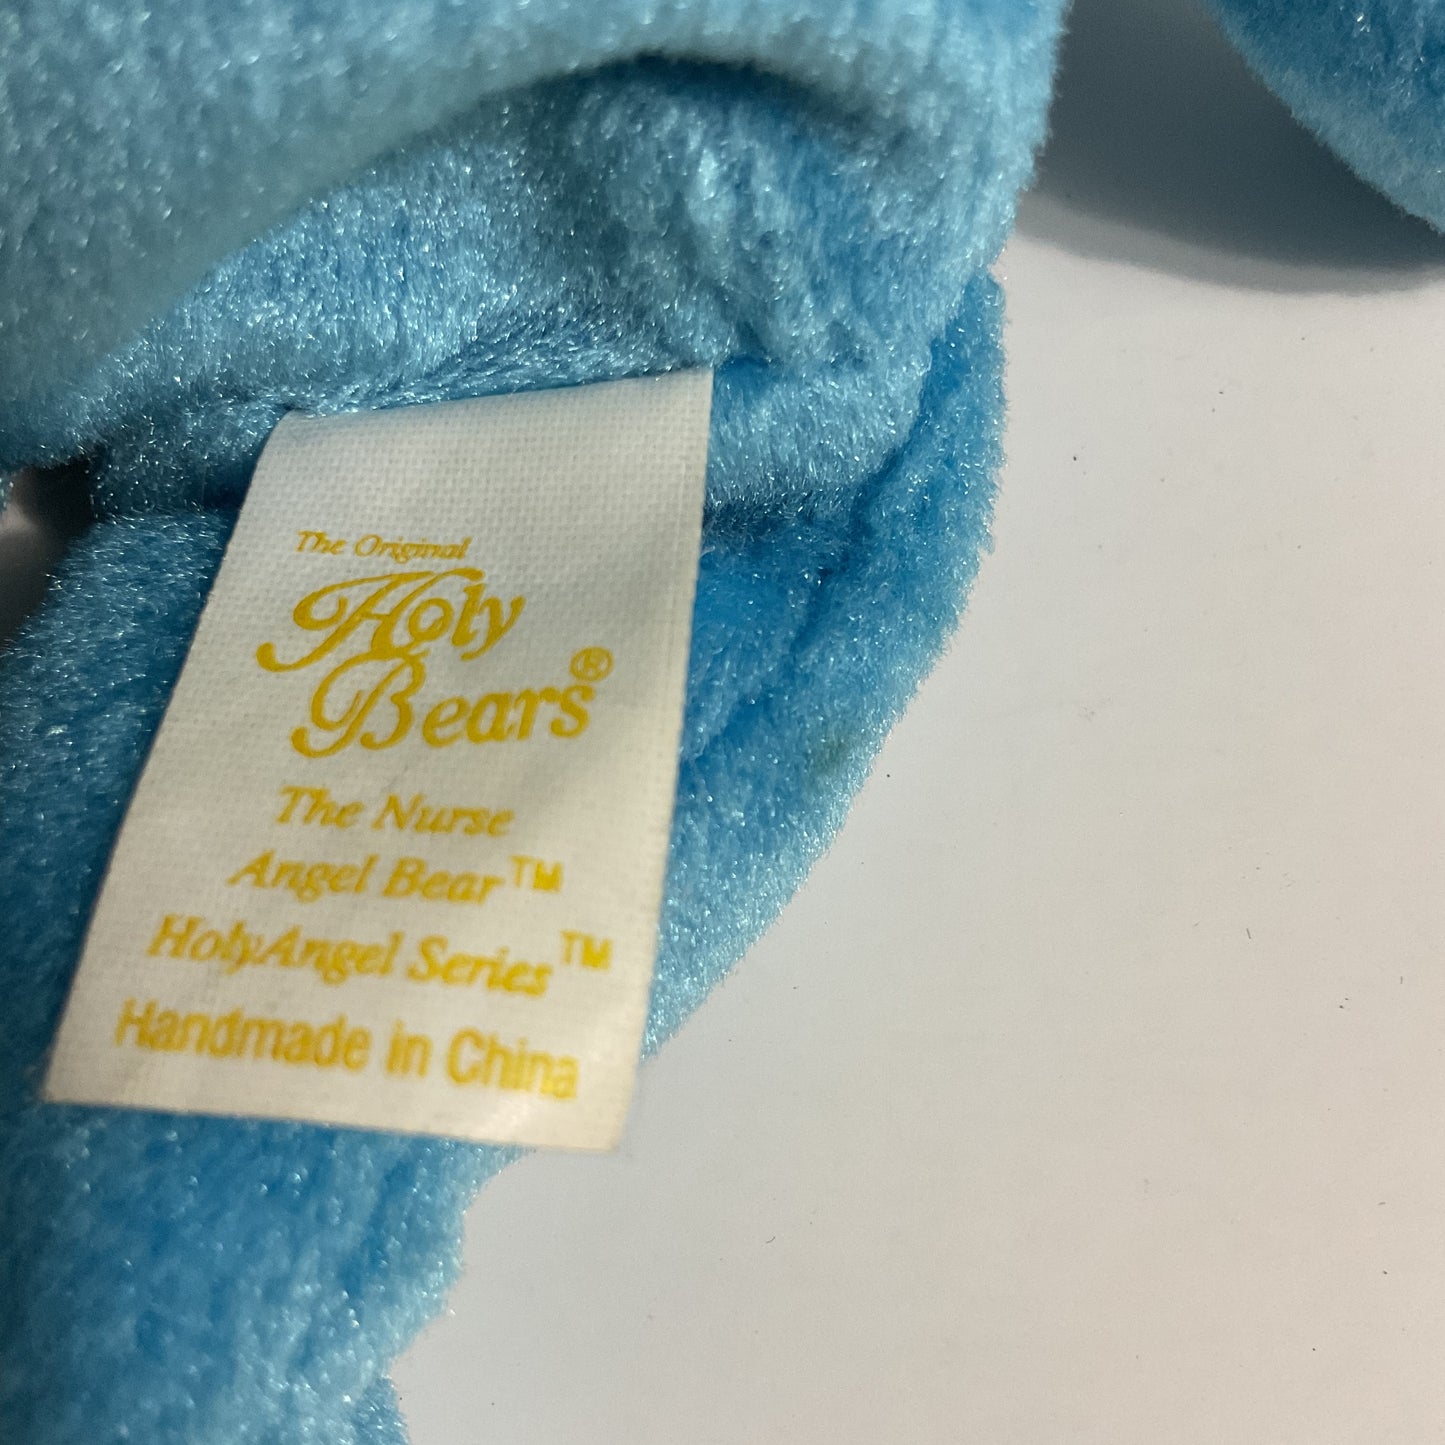 The Original
Holy
Bears®
The Nurse
Angel Bear™
HolyAngel Series™
Handmade in China